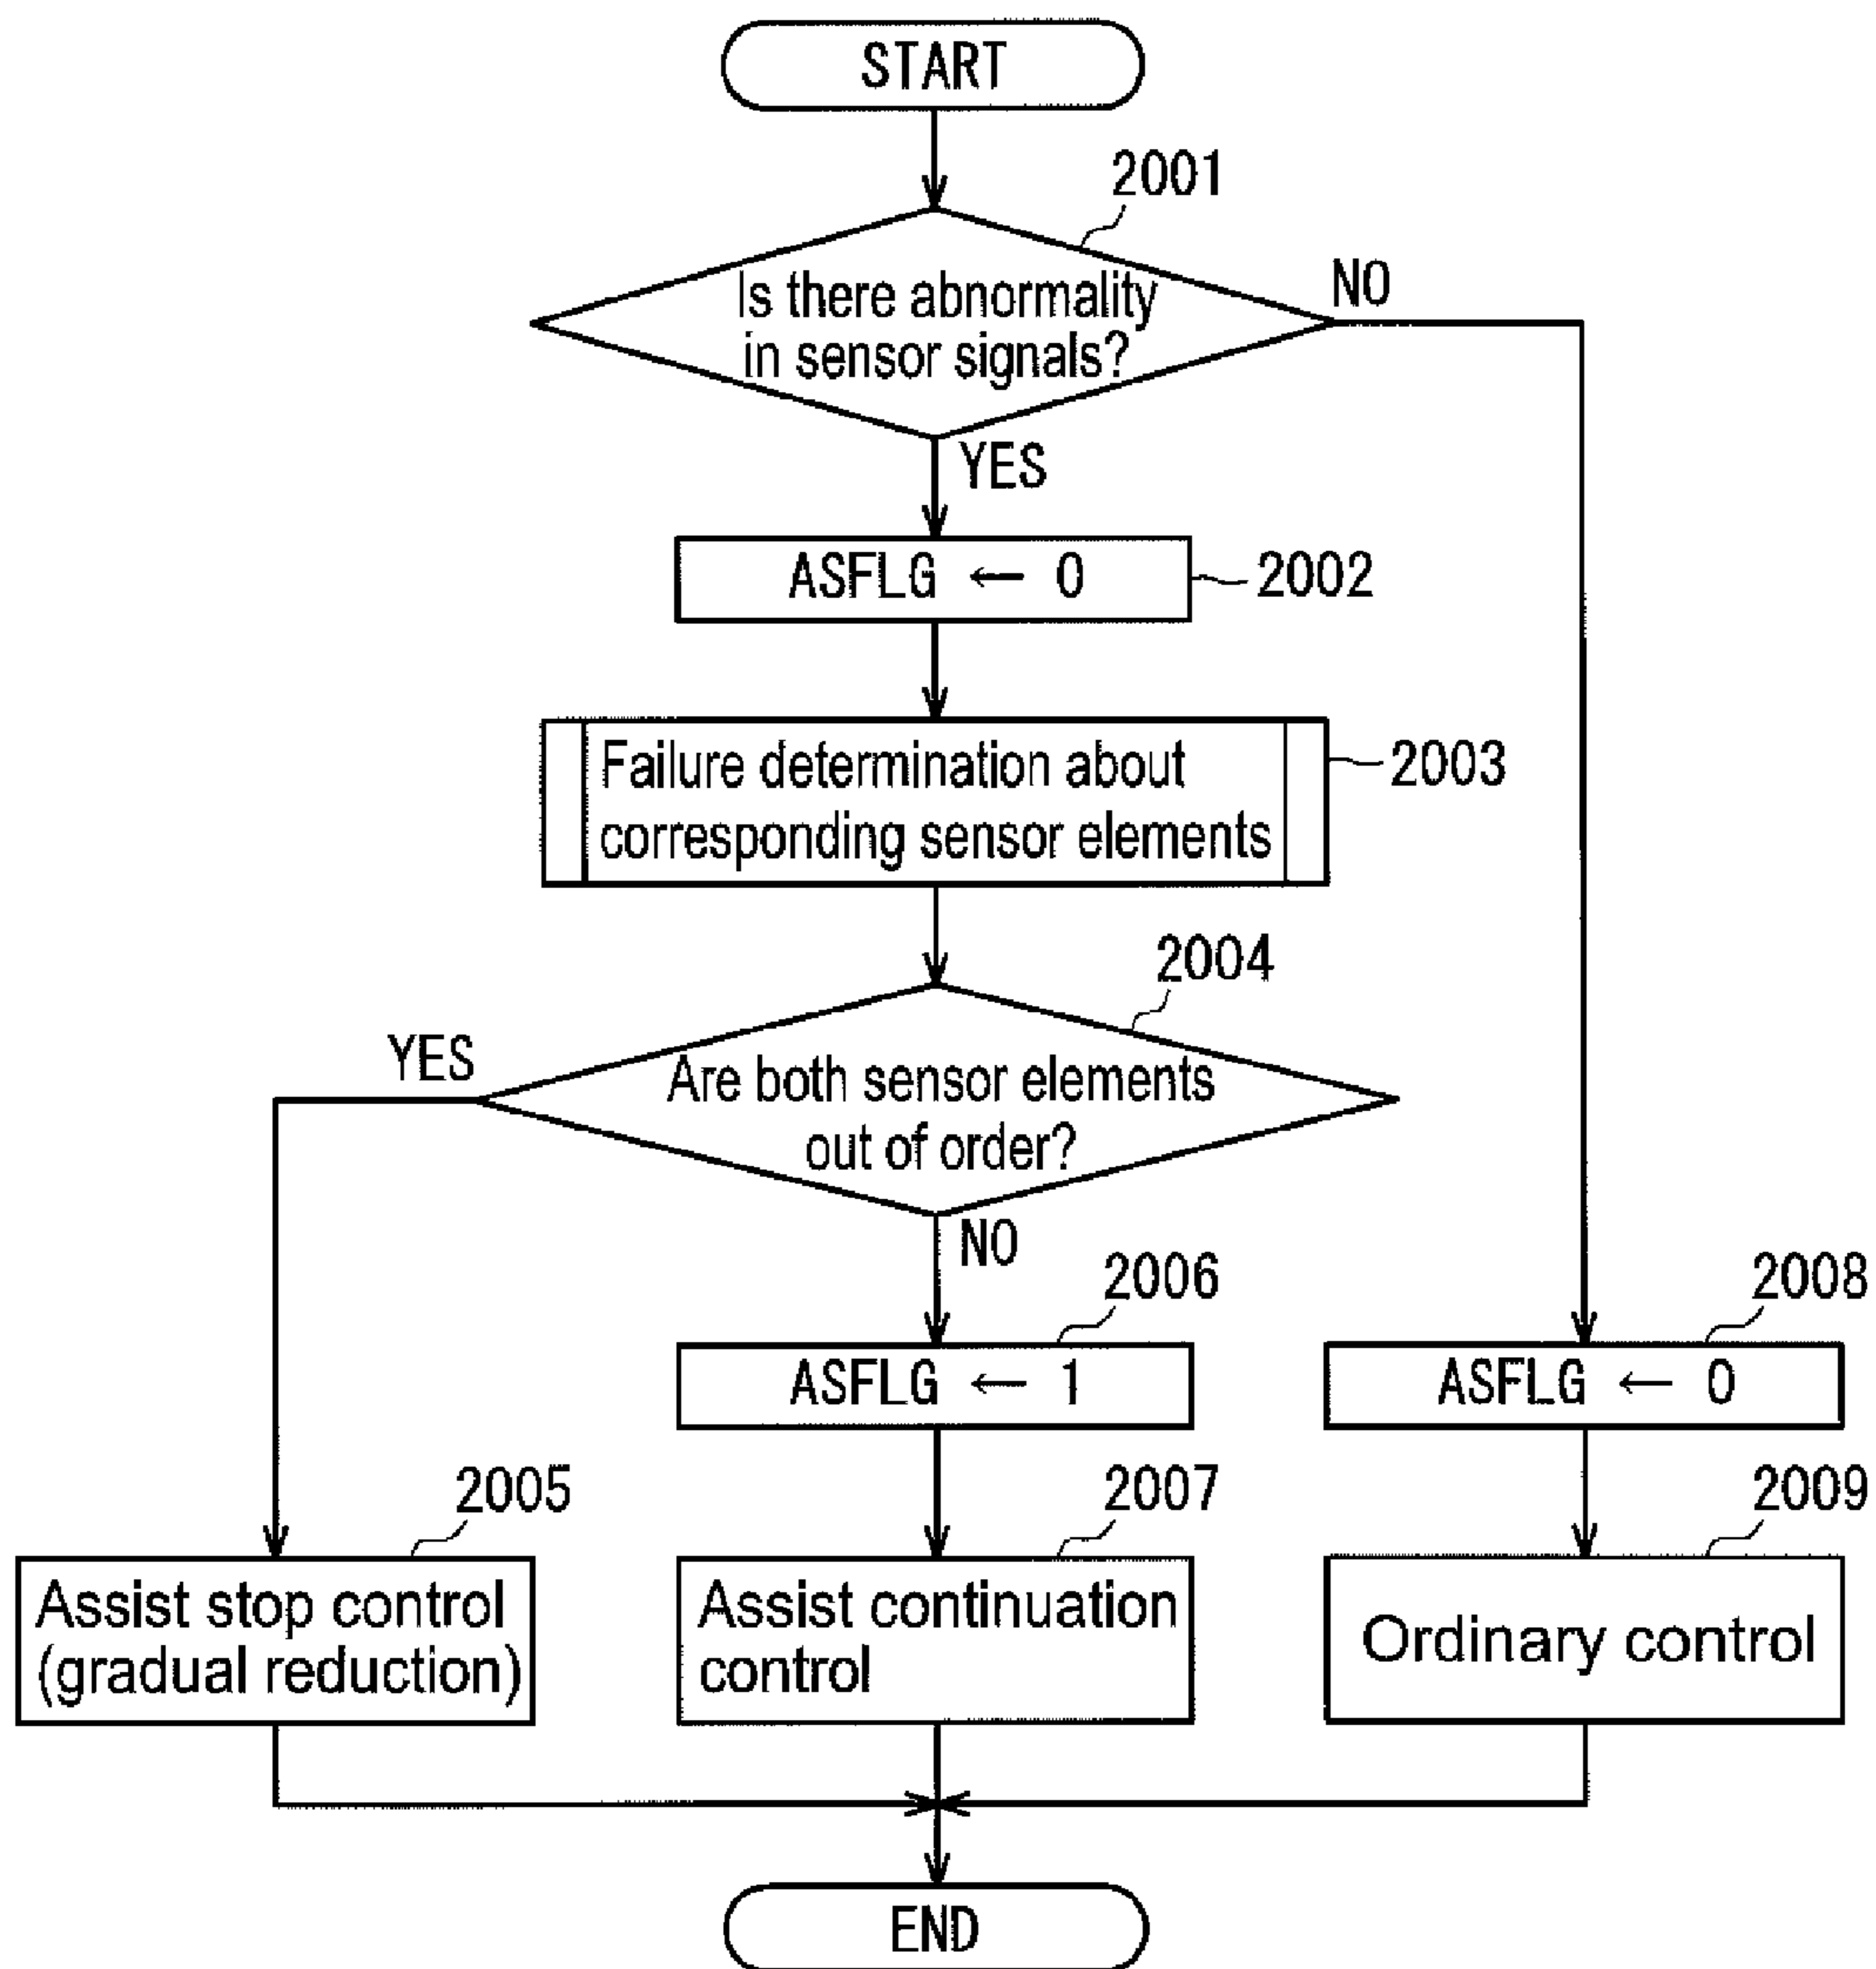 START
2001
Is there abnormality
in sensor signals?
NO
YES
ASFLG ← 0
2002
Failure determination about
corresponding sensor elements
2003
2004
YES
Are both sensor elements
out of order?
NO
2006
2008
ASFLG ← 1
ASFLG ← 0
2005
2007
2009
Assist stop control
(gradual reduction)
Assist continuation
control
Ordinary control
END